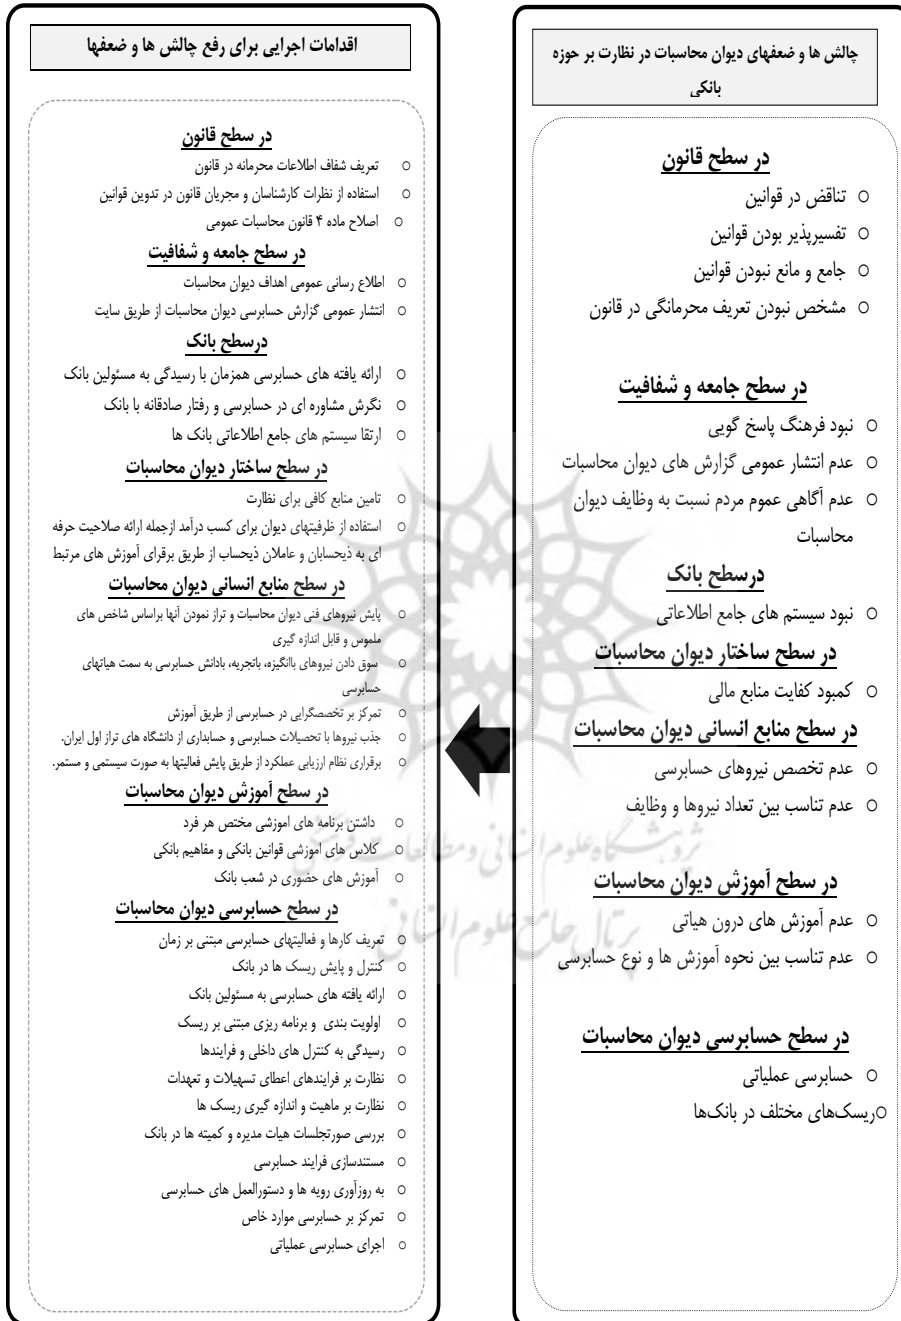 چالش ها و ضعفهای دیوان محاسبات در نظارت بر حوزه
بانکی
در سطح قانون
○ تناقض در قوانین
○ تفسیرپذیر بودن قوانین
○ جامع و مانع نبودن قوانین
○ مشخص نبودن تعریف محرمانگی در قانون
در سطح جامعه و شفافیت
○ نبود فرهنگ پاسخ گویی
○ عدم انتشار عمومی گزارش های دیوان محاسبات
○ عدم آگاهی عموم مردم نسبت به وظایف دیوان
محاسبات
درسطح بانک
○ نبود سیستم های جامع اطلاعاتی
در سطح ساختار دیوان محاسبات
○ کمبود کفایت منابع مالی
در سطح منابع انسانی دیوان محاسبات
○ عدم تخصص نیروهای حسابرسی
○ عدم تناسب بین تعداد نیروها و وظایف
در سطح آموزش دیوان محاسبات
○ عدم آموزش های درون هیاتی
○ عدم تناسب بین نحوه آموزش ها و نوع حسابرسی
در سطح حسابرسی دیوان محاسبات
○ حسابرسی عملیاتی
○ریسک‌های مختلف در بانک‌ها
اقدامات اجرایی برای رفع چالش ها و ضعفها
در سطح قانون
○ تعریف شفاف اطلاعات محرمانه در قانون
○ استفاده از نظرات کارشناسان و مجریان قانون در تدوین قوانین
○ اصلاح ماده ۴ قانون محاسبات عمومی
در سطح جامعه و شفافیت
○ اطلاع رسانی عمومی اهداف دیوان محاسبات
○ انتشار عمومی گزارش حسابرسی دیوان محاسبات از طریق سایت
درسطح بانک
○ ارائه یافته های حسابرسی همزمان با رسیدگی به مسئولین بانک
○ نگرش مشاوره ای در حسابرسی و رفتار صادقانه با بانک
○ ارتقا سیستم های جامع اطلاعاتی بانک ها
در سطح ساختار دیوان محاسبات
○ تامین منابع کافی برای نظارت
○ استفاده از ظرفیتهای دیوان برای کسب درآمد ازجمله ارائه صلاحیت حرفه
ای به ذیحسابان و عاملان ذیحساب از طریق برقرای آموزش های مرتبط
در سطح منابع انسانی دیوان محاسبات
○ پایش نیروهای فنی دیوان محاسبات و تراز نمودن آنها براساس شاخص های
ملموس و قابل اندازه گیری
○ سوق دادن نیروهای باانگیزه، باتجربه، بادانش حسابرسی به سمت هیاتهای
حسابرسی
○ تمرکز بر تخصصگرایی در حسابرسی از طریق آموزش
○ جذب نیروها با تحصیلات حسابرسی و حسابداری از دانشگاه های تراز اول ایران.
○ برقراری نظام ارزیابی عملکرد از طریق پایش فعالیتها به صورت سیستمی و مستمر.
در سطح آموزش دیوان محاسبات
○ داشتن برنامه های اموزشی مختص هر فرد
○ کلاس های اموزشی قوانین بانکی و مفاهیم بانکی
○ آموزش های حضوری در شعب بانک
در سطح حسابرسی دیوان محاسبات
○ تعریف کارها و فعالیتهای حسابرسی مبتنی بر زمان
○ کنترل و پایش ریسک ها در بانک
○ ارائه یافته های حسابرسی به مسئولین بانک
○ اولویت بندی و برنامه ریزی مبتنی بر ریسک
○ رسیدگی به کنترل های داخلی و فرایندها
○ نظارت بر فرایندهای اعطای تسهیلات و تعهدات
○ نظارت بر ماهیت و اندازه گیری ریسک ها
○ بررسی صورتجلسات هیات مدیره و کمیته ها در بانک
○ مستندسازی فرایند حسابرسی
○ به روزآوری رویه ها و دستورالعمل های حسابرسی
○ تمرکز بر حسابرسی موارد خاص
○ اجرای حسابرسی عملیاتی
پژوهشگاه علوم انسانی و مطالعات فرهنگی
پرتال جامع علوم انسانی